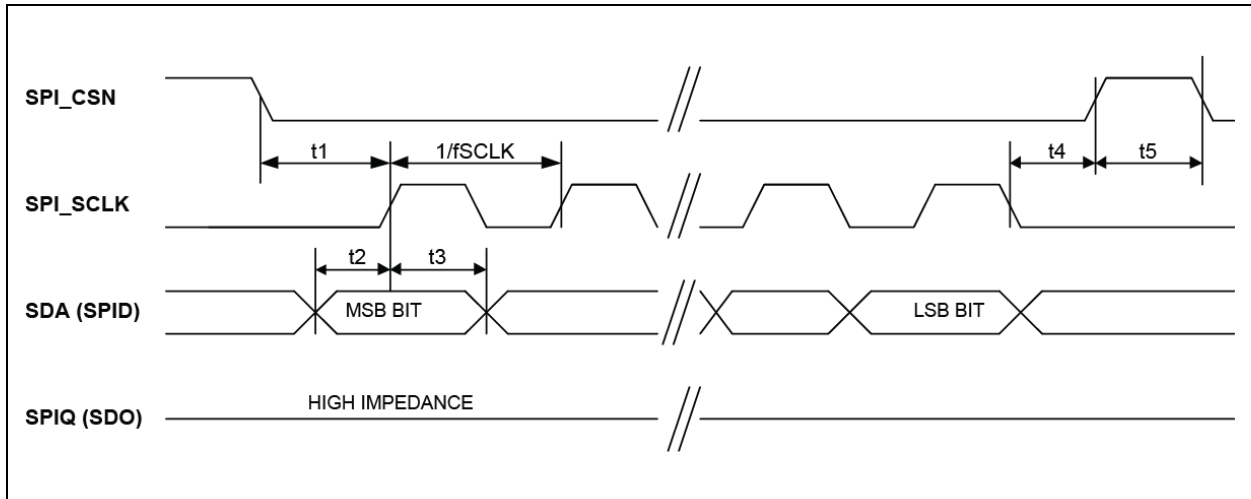 SPI_CSN
t1
1/fSCLK
t4
t5
SPI_SCLK
t2
t3
SDA (SPID)
MSB BIT
LSB BIT
SPIQ (SDO)
HIGH IMPEDANCE